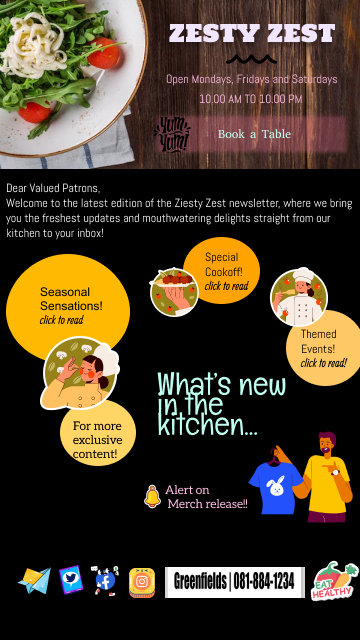 ZESTY ZEST
Open Mondays, Fridays and Saturdays
10:00 AM TO 10:00 PM
Yum
Yum!
Book a Table
Dear Valued Patrons,
Welcome to the latest edition of the Ziesty Zest newsletter, where we bring
you the freshest updates and mouthwatering delights straight from our
kitchen to your inbox!
Special
Cookoff!
click to read
Seasonal
Sensations!
click to read
Themed
Events!
click to read!
What's new
in the
kitchen...
For more
exclusive
content!
Alert on
Merch release!!
Greenfields | 081-884-1234
EAT
HEALTHY